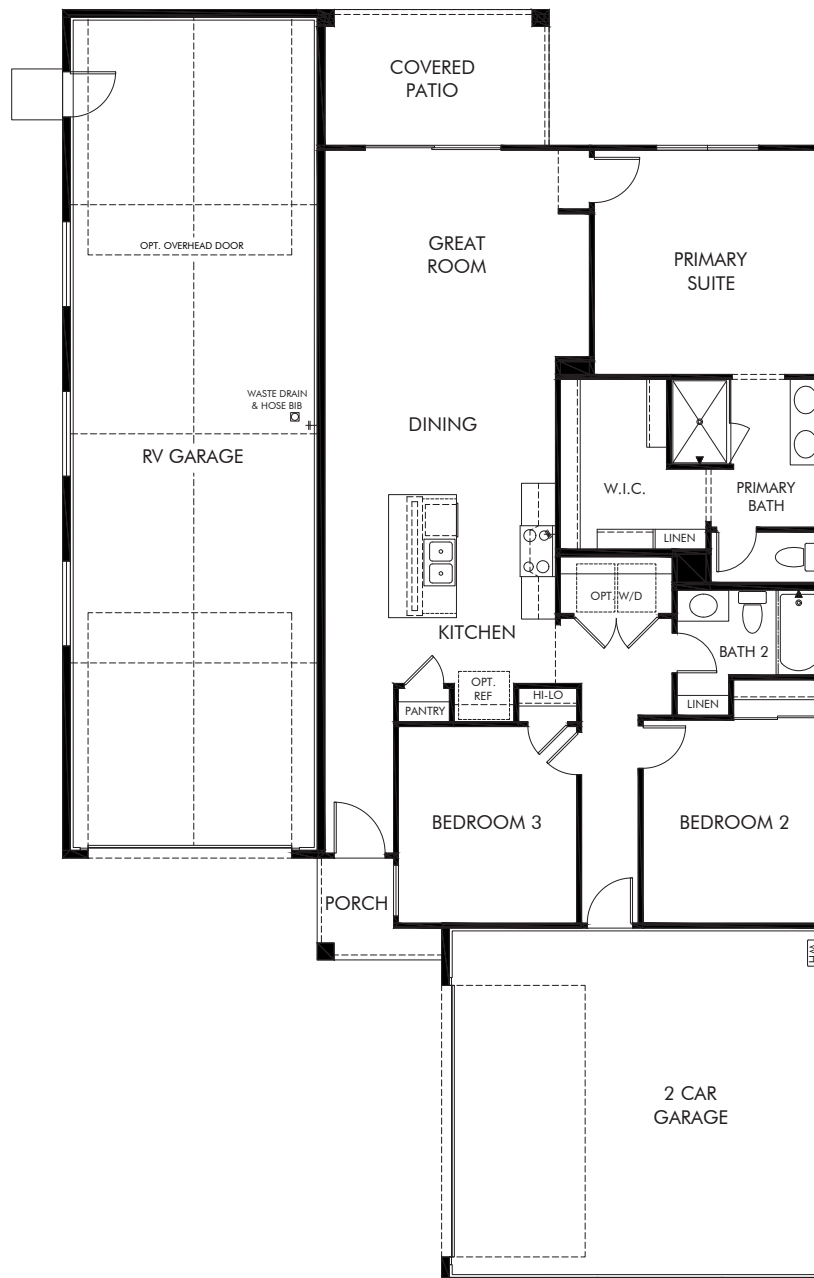 COVERED
PATIO
OPT. OVERHEAD DOOR
GREAT
ROOM
PRIMARY
SUITE
WASTE DRAIN
& HOSE BIB
DINING
RV GARAGE
W.I.C.
PRIMARY
BATH
LINEN
OPT. W/D
KITCHEN
BATH 2
OPT.
REF
HI-LO
PANTRY
LINEN
BEDROOM 3
BEDROOM 2
PORCH
2 CAR
GARAGE